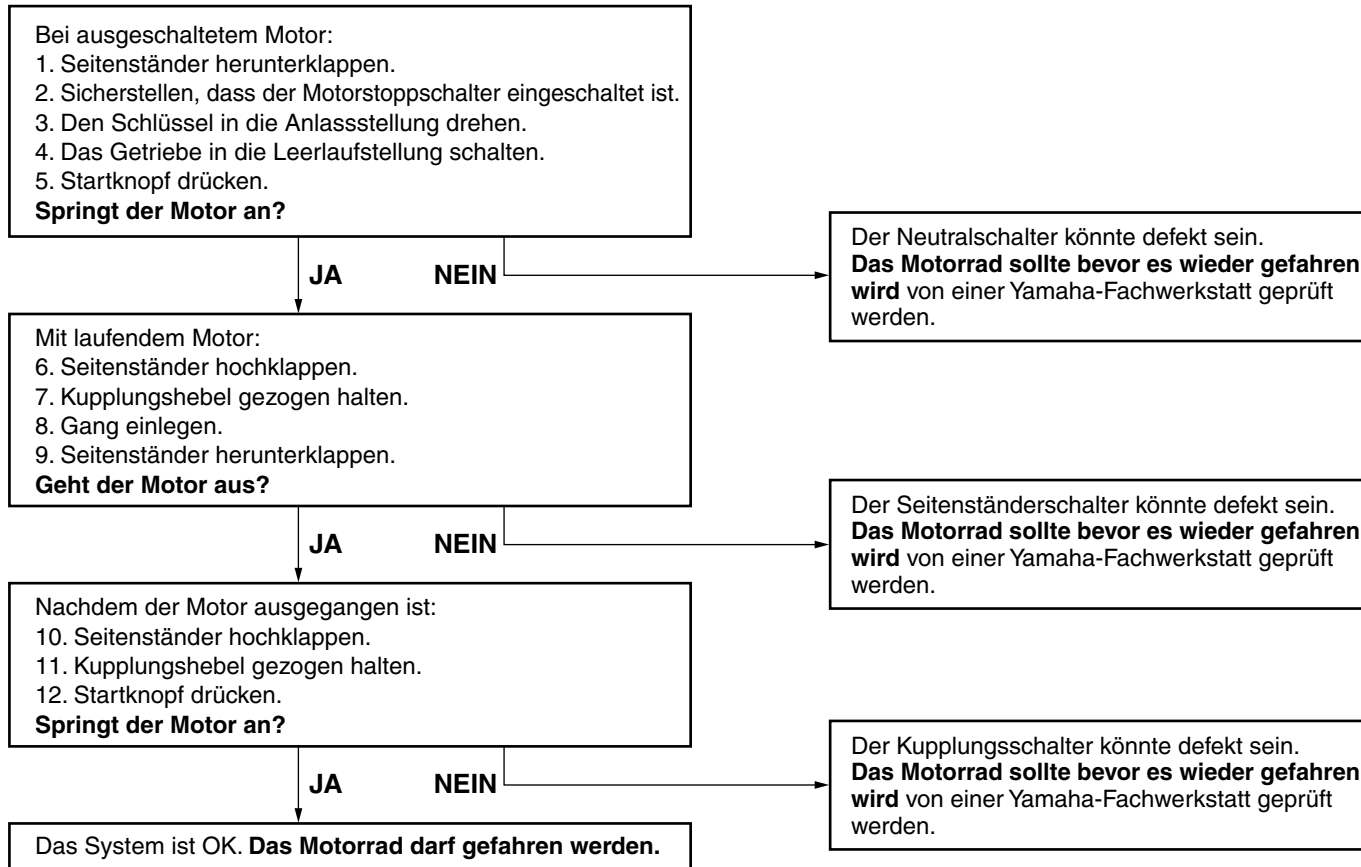 Bei ausgeschaltetem Motor:
1. Seitenständer herunterklappen.
2. Sicherstellen, dass der Motorstoppschalter eingeschaltet ist.
3. Den Schlüssel in die Anlassstellung drehen.
4. Das Getriebe in die Leerlaufstellung schalten.
5. Startknopf drücken.
Springt der Motor an?
JA
NEIN
Der Neutralschalter könnte defekt sein.
Das Motorrad sollte bevor es wieder gefahren
wird von einer Yamaha-Fachwerkstatt geprüft
werden.
Mit laufendem Motor:
6. Seitenständer hochklappen.
7. Kupplungshebel gezogen halten.
8. Gang einlegen.
9. Seitenständer herunterklappen.
Geht der Motor aus?
JA
NEIN
Der Seitenständerschalter könnte defekt sein.
Das Motorrad sollte bevor es wieder gefahren
wird von einer Yamaha-Fachwerkstatt geprüft
werden.
Nachdem der Motor ausgegangen ist:
10. Seitenständer hochklappen.
11. Kupplungshebel gezogen halten.
12. Startknopf drücken.
Springt der Motor an?
JA
NEIN
Der Kupplungsschalter könnte defekt sein.
Das Motorrad sollte bevor es wieder gefahren
wird von einer Yamaha-Fachwerkstatt geprüft
werden.
Das System ist OK. Das Motorrad darf gefahren werden.